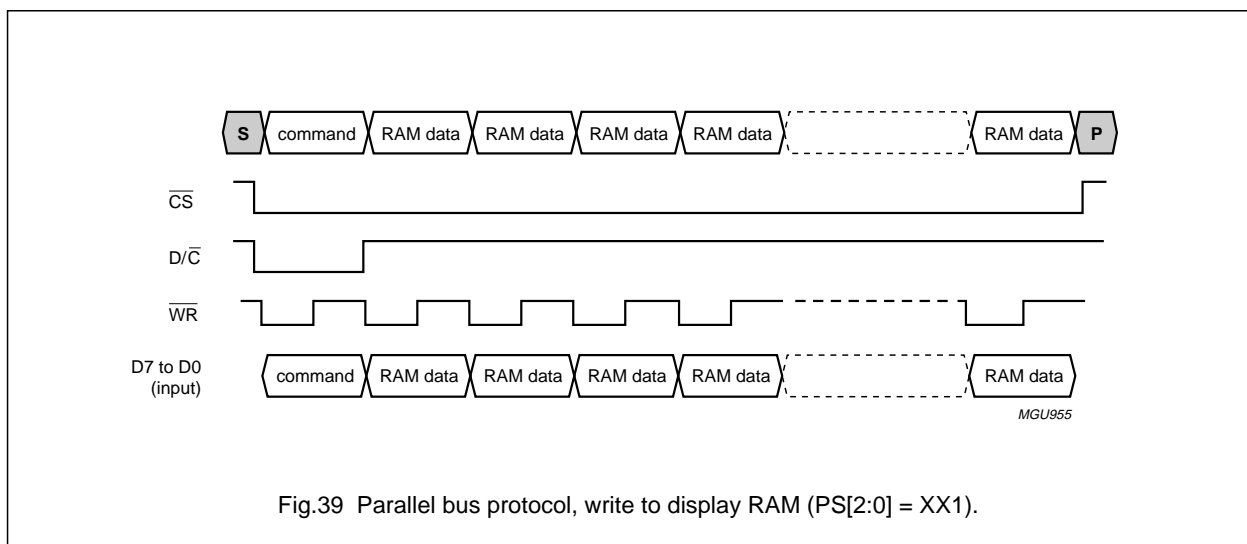 S command RAM data RAM data RAM data RAM data RAM data P
C̅S̅
D/C̅
W̅R̅
D7 to D0
(input)
command RAM data RAM data RAM data RAM data RAM data
MGU955
Fig.39 Parallel bus protocol, write to display RAM (PS[2:0] = XX1).